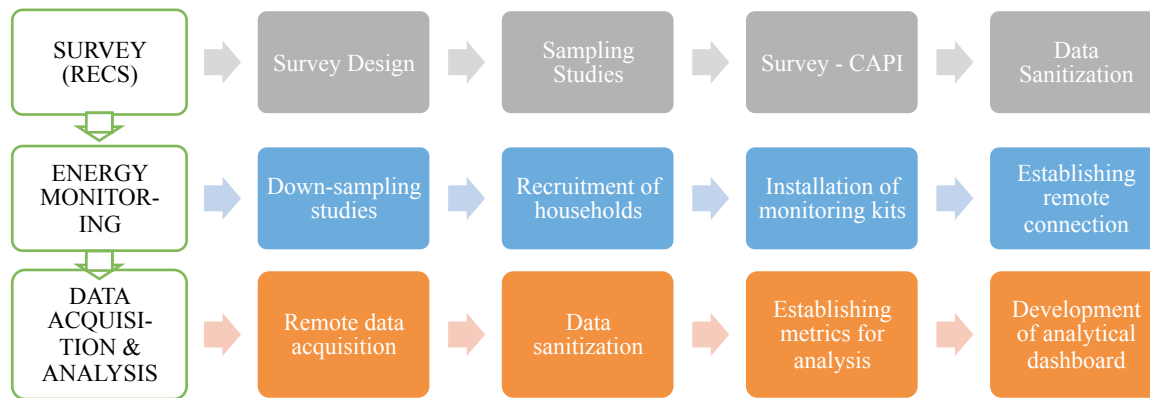 SURVEY
(RECS)
Survey Design
Sampling
Studies
Survey - CAPI
Data
Sanitization
ENERGY
MONITOR-
ING
Down-sampling
studies
Recruitment of
households
Installation of
monitoring kits
Establishing
remote
connection
DATA
ACQUISI-
TION &
ANALYSIS
Remote data
acquisition
Data
sanitization
Establishing
metrics for
analysis
Development
of analytical
dashboard